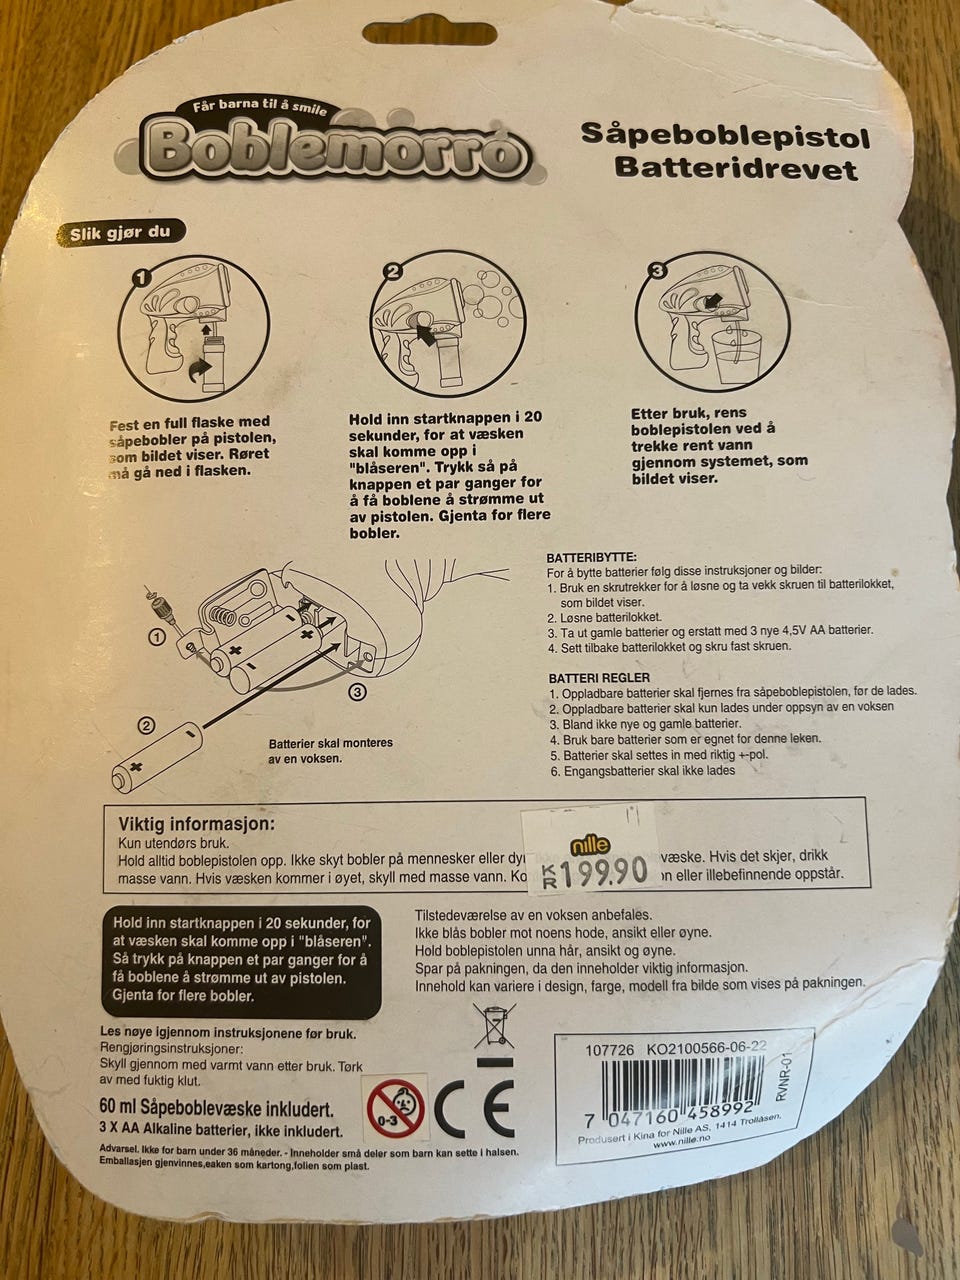 Får barna til å smile
Boblemorro
Såpeboblepistol
Batteridrevet
Slik gjør du
1
2
3
Fest en full flaske med
såpebobler på pistolen,
som bildet viser. Røret
må gå ned i flasken.
Hold inn startknappen i 20
sekunder, for at væsken
skal komme opp i
"blåseren". Trykk så på
knappen et par ganger for
å få boblene å strømme ut
av pistolen. Gjenta for flere
bobler.
Etter bruk, rens
boblepistolen ved å
trekke rent vann
gjennom systemet, som
bildet viser.
1
2
3
Batterier skal monteres
av en voksen.
BATTERIBYTTE:
For å bytte batterier følg disse instruksjoner og bilder:
1. Bruk en skrutrekker for å løsne og ta vekk skruen til batterilokket,
som bildet viser.
2. Løsne batterilokket.
3. Ta ut gamle batterier og erstatt med 3 nye 4,5V AA batterier.
4. Sett tilbake batterilokket og skru fast skruen.
BATTERI REGLER
1. Oppladbare batterier skal fjernes fra såpeboblepistolen, før de lades.
2. Oppladbare batterier skal kun lades under oppsyn av en voksen
3. Bland ikke nye og gamle batterier.
4. Bruk bare batterier som er egnet for denne leken.
5. Batterier skal settes in med riktig +-pol.
6. Engangsbatterier skal ikke lades
Viktig informasjon:
Kun utendørs bruk.
Hold alltid boblepistolen opp. Ikke skyt bobler på mennesker eller væske. Hvis det skjer, drikk
masse vann. Hvis væsken kommer i øyet, skyll med masse vann. eller illebefinnende oppstår.
nille
KR 199.90
Hold inn startknappen i 20 sekunder, for
at væsken skal komme opp i "blåseren".
Så trykk på knappen et par ganger for å
få boblene å strømme ut av pistolen.
Gjenta for flere bobler.
Tilstedeværelse av en voksen anbefales.
Ikke blås bobler mot noens hode, ansikt eller øyne.
Hold boblepistolen unna hår, ansikt og øyne.
Spar på pakningen, da den inneholder viktig informasjon.
Innehold kan variere i design, farge, modell fra bilde som vises på pakningen.
Les nøye igjennom instruksjonene før bruk.
Rengjøringsinstruksjoner:
Skyll gjennom med varmt vann etter bruk. Tørk
av med fuktig klut.
60 ml Såpeboblevæske inkludert.
3 X AA Alkaline batterier, ikke inkludert.
Advarsel. Ikke for barn under 36 måneder. - Inneholder små deler som barn kan sette i halsen.
Emballasjen gjenvinnes,eaken som kartong,folien som plast.
0-3
CE
107726 KO2100566-06-22
RVNR-01
7 047160 458992
Produsert i Kina for Nille AS, 1414 Trollåsen.
www.nille.no